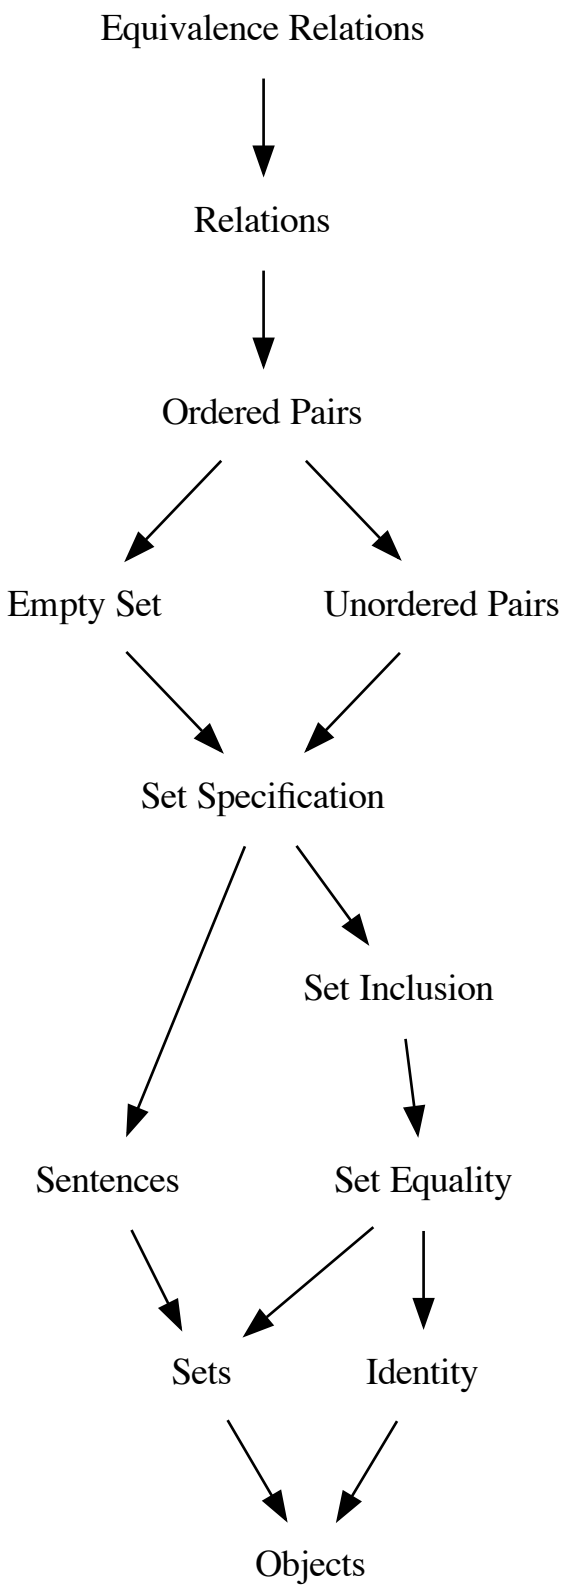 Equivalence Relations
Relations
Ordered Pairs
Empty Set
Unordered Pairs
Set Specification
Set Inclusion
Sentences
Set Equality
Sets
Identity
Objects